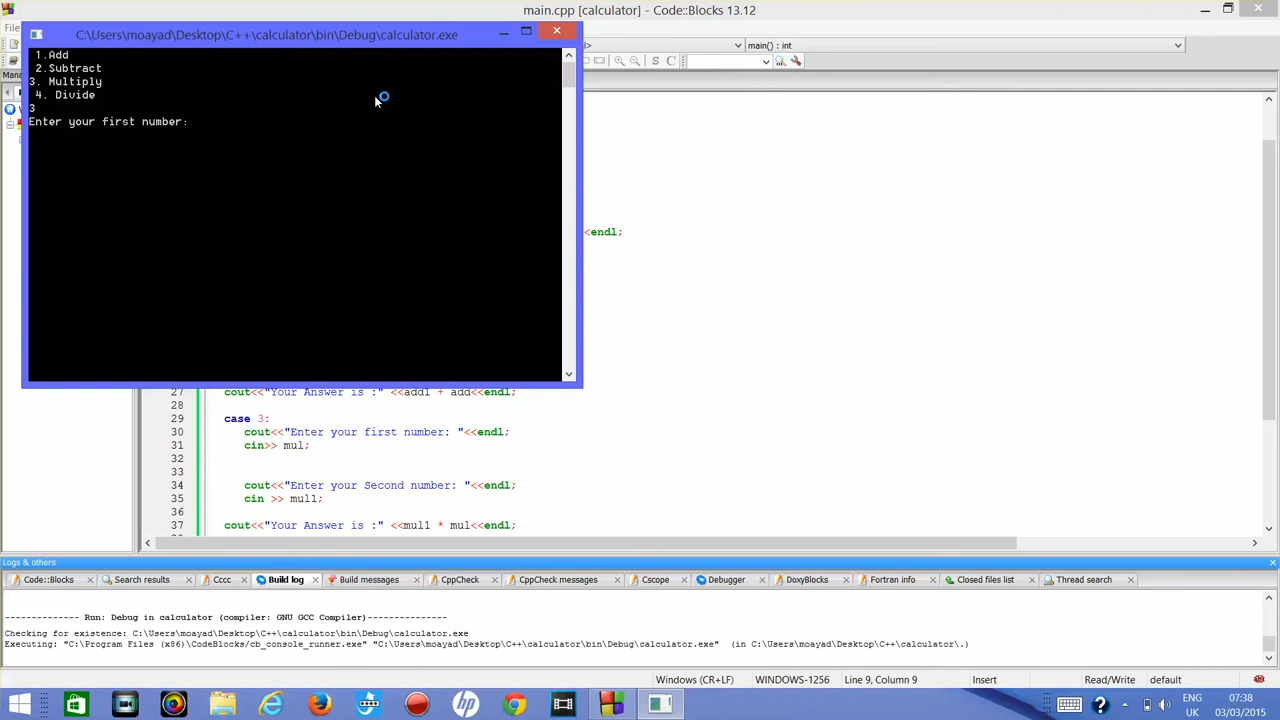 main.cpp [calculator] - Code::Blocks 13.12
C:\Users\moayad\Desktop\C++\calculator\bin\Debug\calculator.exe
main() : int
1.Add
2.Subtract
3. Multiply
4. Divide
3
Enter your first number:
<endl;
27 cout<<"Your Answer is :" <<add1 + add<<endl;
28
29 case 3:
30 cout<<"Enter your first number: "<<endl;
31 cin>> mul;
32
33
34 cout<<"Enter your Second number: "<<endl;
35 cin >> mul1;
36
37 cout<<"Your Answer is :" <<mul1 * mul<<endl;
Logs & others
Code::Blocks Search results Cccc Build log Build messages CppCheck CppCheck messages Cscope Debugger DoxyBlocks Fortran info Closed files list Thread search
-------------- Run: Debug in calculator (compiler: GNU GCC Compiler)---------------
Checking for existence: C:\Users\moayad\Desktop\C++\calculator\bin\Debug\calculator.exe
Executing: "C:\Program Files (x86)\CodeBlocks/cb_console_runner.exe" "C:\Users\moayad\Desktop\C++\calculator\bin\Debug\calculator.exe"  (in C:\Users\moayad\Desktop\C++\calculator\.)
Windows (CR+LF) WINDOWS-1256 Line 9, Column 9 Insert Read/Write default
ENG 07:38
UK 03/03/2015